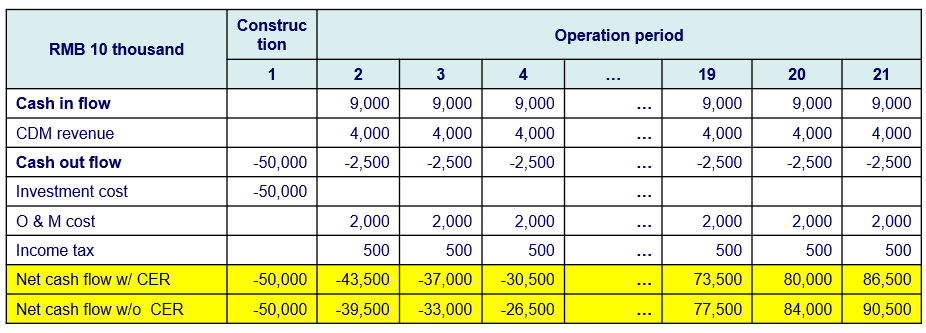 RMB 10 thousand Construc
tion Operation period
1 2 3 4 … 19 20 21
Cash in flow 9,000 9,000 9,000 … 9,000 9,000 9,000
CDM revenue 4,000 4,000 4,000 … 4,000 4,000 4,000
Cash out flow -50,000 -2,500 -2,500 -2,500 … -2,500 -2,500 -2,500
Investment cost -50,000 …
O & M cost 2,000 2,000 2,000 … 2,000 2,000 2,000
Income tax 500 500 500 … 500 500 500
Net cash flow w/ CER -50,000 -43,500 -37,000 -30,500 … 73,500 80,000 86,500
Net cash flow w/o CER -50,000 -39,500 -33,000 -26,500 … 77,500 84,000 90,500